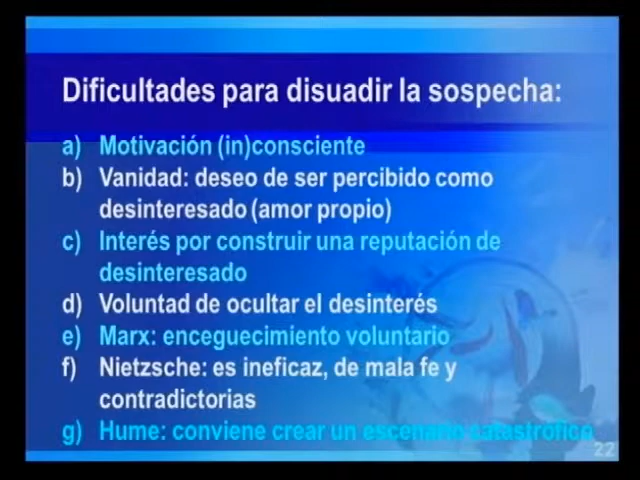 Dificultades para disuadir la sospecha:
a) Motivación (in)consciente
b) Vanidad: deseo de ser percibido como
desinteresado (amor propio)
c) Interés por construir una reputación de
desinteresado
d) Voluntad de ocultar el desinterés
e) Marx: enceguecimiento voluntario
f) Nietzsche: es ineficaz, de mala fe y
contradictorias
g) Hume: conviene crear un escenario catastrófico
22